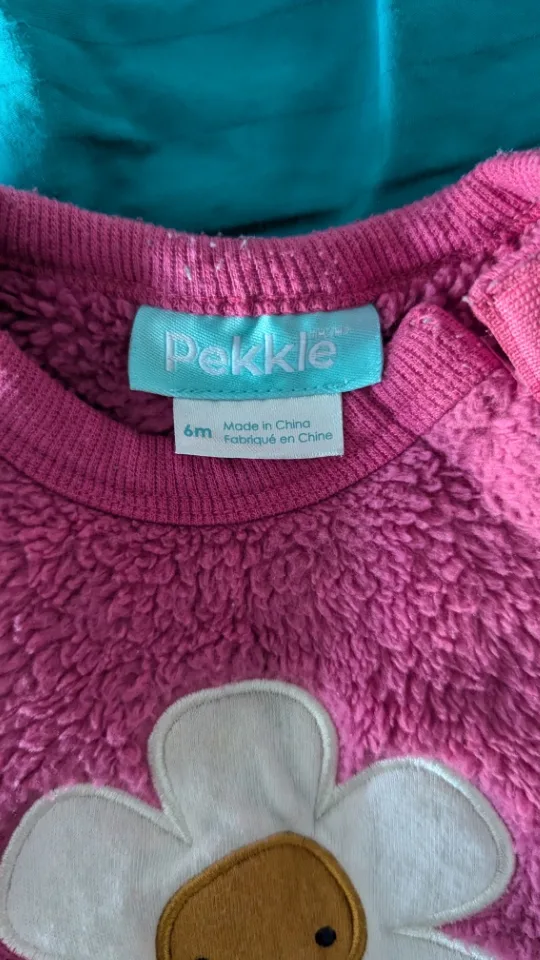 Pekkle
6m
Made in China
Fabriqué en Chine